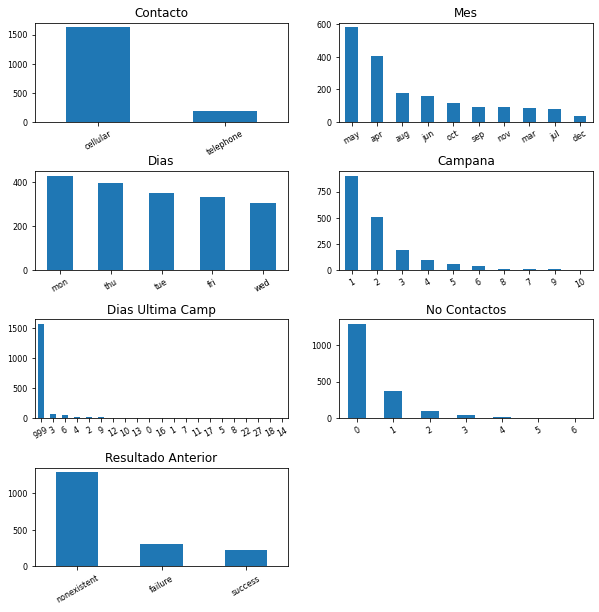 Contacto
1500
1000
500
0
cellular
telephone
Mes
600
400
200
0
may
apr
aug
jun
oct
sep
nov
mar
jul
dec
Dias
400
200
0
mon
thu
tue
fri
wed
Campana
750
500
250
0
1
2
3
4
5
6
8
7
9
10
Dias Ultima Camp
1500
1000
500
0
999
3
6
4
2
9
12
10
13
0
16
1
7
11
17
5
8
22
27
18
14
No Contactos
1000
500
0
0
1
2
3
4
5
6
Resultado Anterior
1000
500
0
nonexistent
failure
success